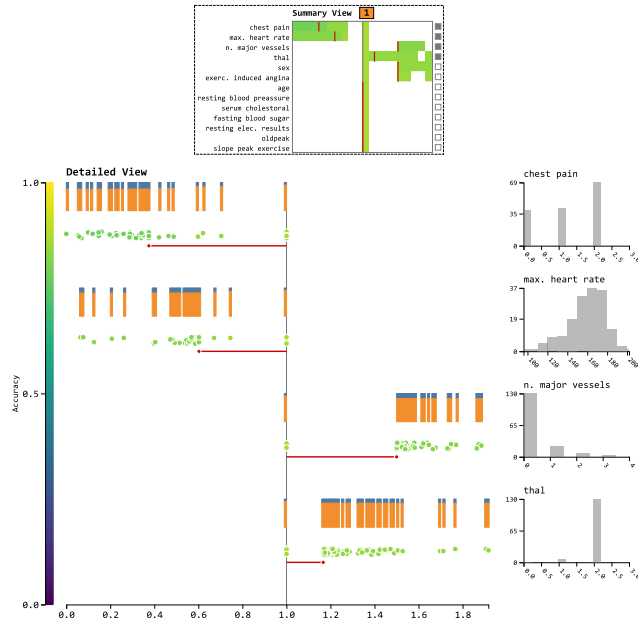 Summary View 1
chest pain
max. heart rate
n. major vessels
thal
sex
exerc. induced angina
age
resting blood preassure
serum cholestoral
fasting blood sugar
resting elec. results
oldpeak
slope peak exercise
Detailed View
1.0
0.5
0.0
Accuracy
0.0 0.2 0.4 0.6 0.8 1.0 1.2 1.4 1.6 1.8
chest pain
69
35
0
0.0 0.5 1.0 1.5 2.0 2.5 3.0
max. heart rate
37
19
0
100 120 140 160 180 200
n. major vessels
130
65
0
0 1 2 3 4
thal
130
65
0
0.0 0.5 1.0 1.5 2.0 2.5 3.0